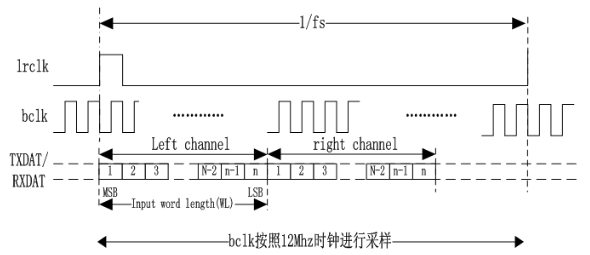 1/fs
lrclk
bclk
Left channel
right channel
TXDAT/
RXDAT
1 2 3 N-2 n-1 n 1 2 3 N-2 n-1 n
MSB LSB
Input word length(WL)
bclk按照12Mhz时钟进行采样